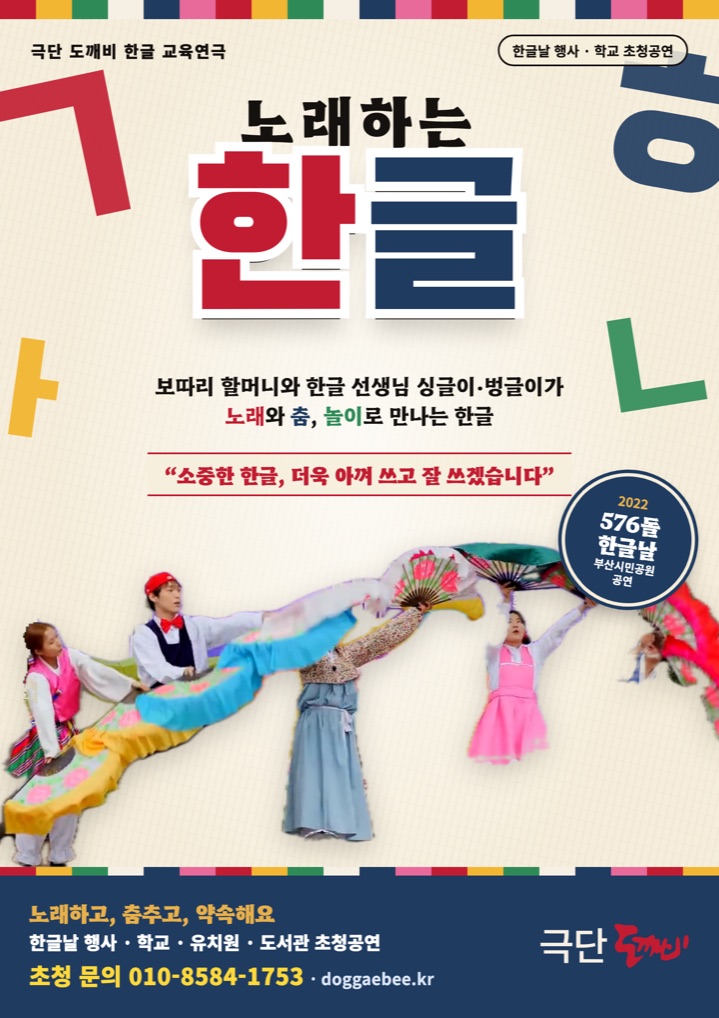 극단 도깨비 한글 교육연극
한글날 행사 · 학교 초청공연
ㄱ
하
노래하는
한글
ㅏ
ㄴ
보따리 할머니와 한글 선생님 싱글이·벙글이가
노래와 춤, 놀이로 만나는 한글
“소중한 한글, 더욱 아껴 쓰고 잘 쓰겠습니다”
2022
576돌
한글날
부산시민공원
공연
노래하고, 춤추고, 약속해요
한글날 행사 · 학교 · 유치원 · 도서관 초청공연
초청 문의 010-8584-1753 · doggaebee.kr
극단 도깨비